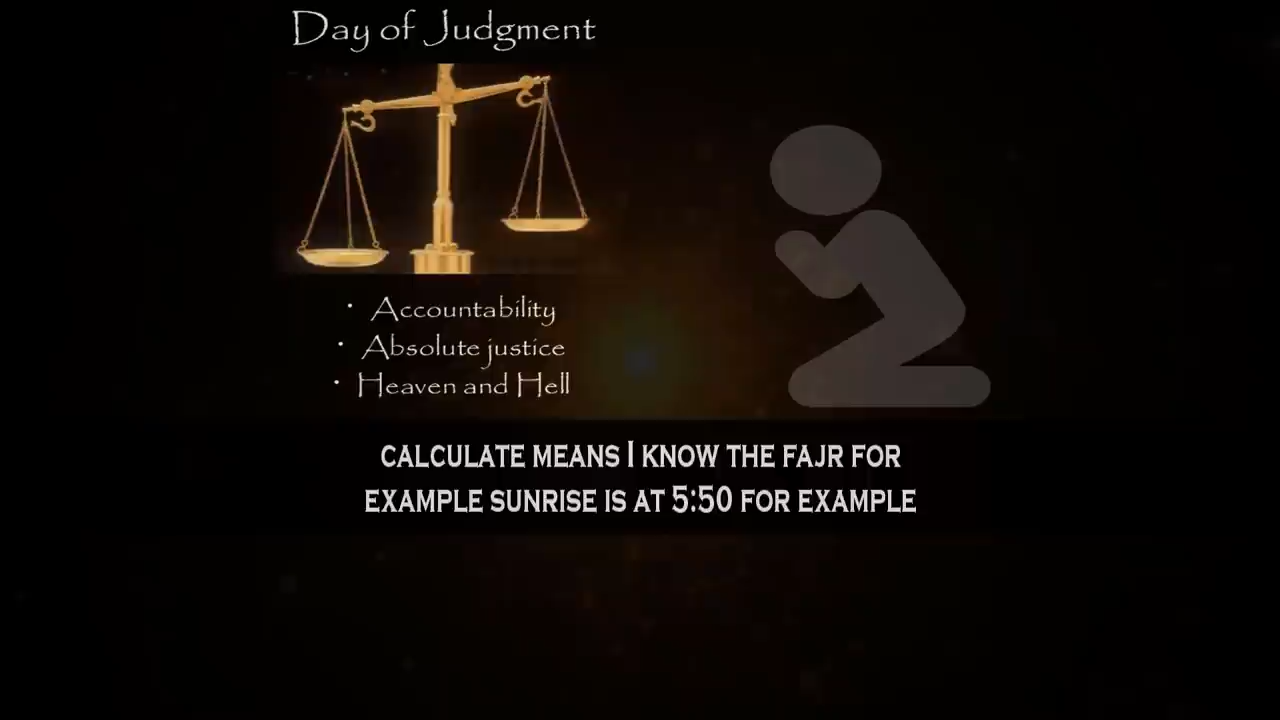 Day of Judgment
· Accountability
· Absolute justice
· Heaven and Hell
CALCULATE MEANS I KNOW THE FAJR FOR
EXAMPLE SUNRISE IS AT 5:50 FOR EXAMPLE